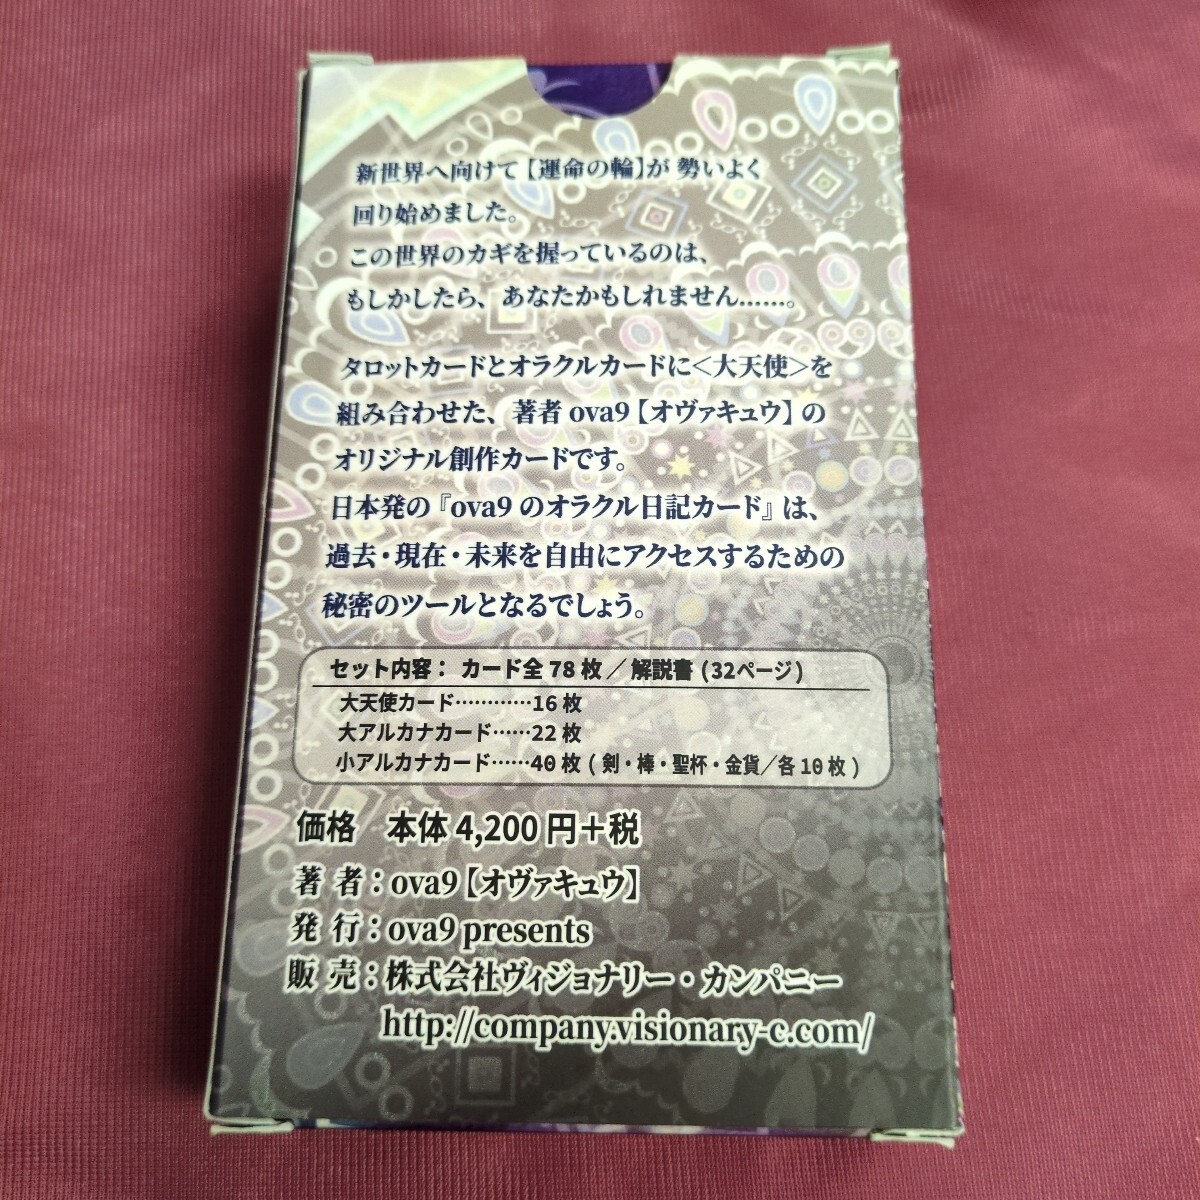 新世界へ向けて【運命の輪】が 勢いよく
回り始めました。
この世界のカギを握っているのは、
もしかしたら、あなたかもしれません……。
タロットカードとオラクルカードに<大天使>を
組み合わせた、著者 ova9【オヴァキュウ】の
オリジナル創作カードです。
日本発の『ova9 のオラクル日記カード』は、
過去・現在・未来を自由にアクセスするための
秘密のツールとなるでしょう。
セット内容： カード全 78 枚／解説書 (32ページ)
大天使カード…………16 枚
大アルカナカード……22 枚
小アルカナカード……40 枚 ( 剣・棒・聖杯・金貨／各 10 枚 )
価格　本体 4,200 円＋税
著 者：ova9【オヴァキュウ】
発 行：ova9 presents
販 売：株式会社ヴィジョナリー・カンパニー
http://company.visionary-c.com/